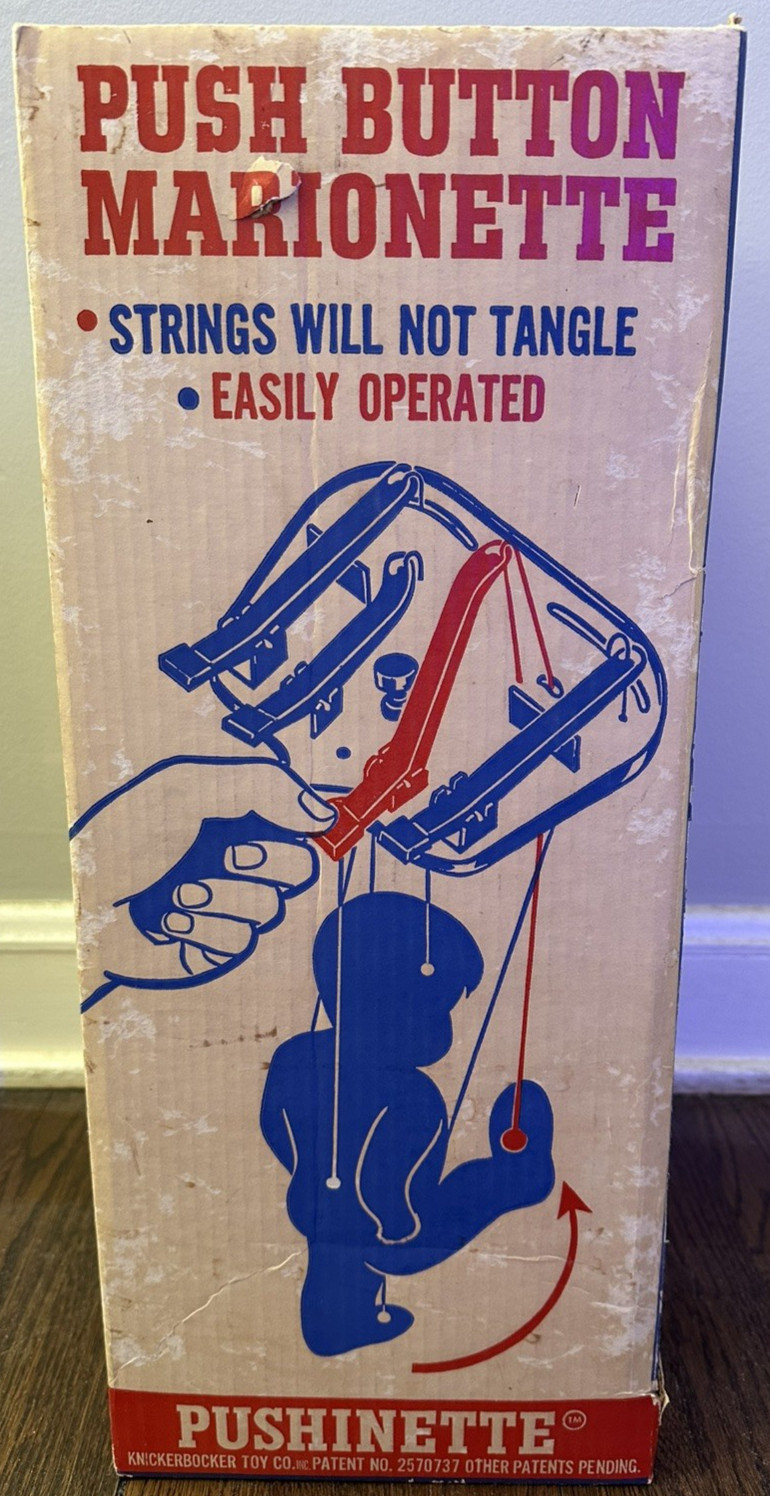 PUSH BUTTON
MARIONETTE
• STRINGS WILL NOT TANGLE
• EASILY OPERATED
PUSHINETTE™
KNICKERBOCKER TOY CO. INC. PATENT NO. 2570737 OTHER PATENTS PENDING.